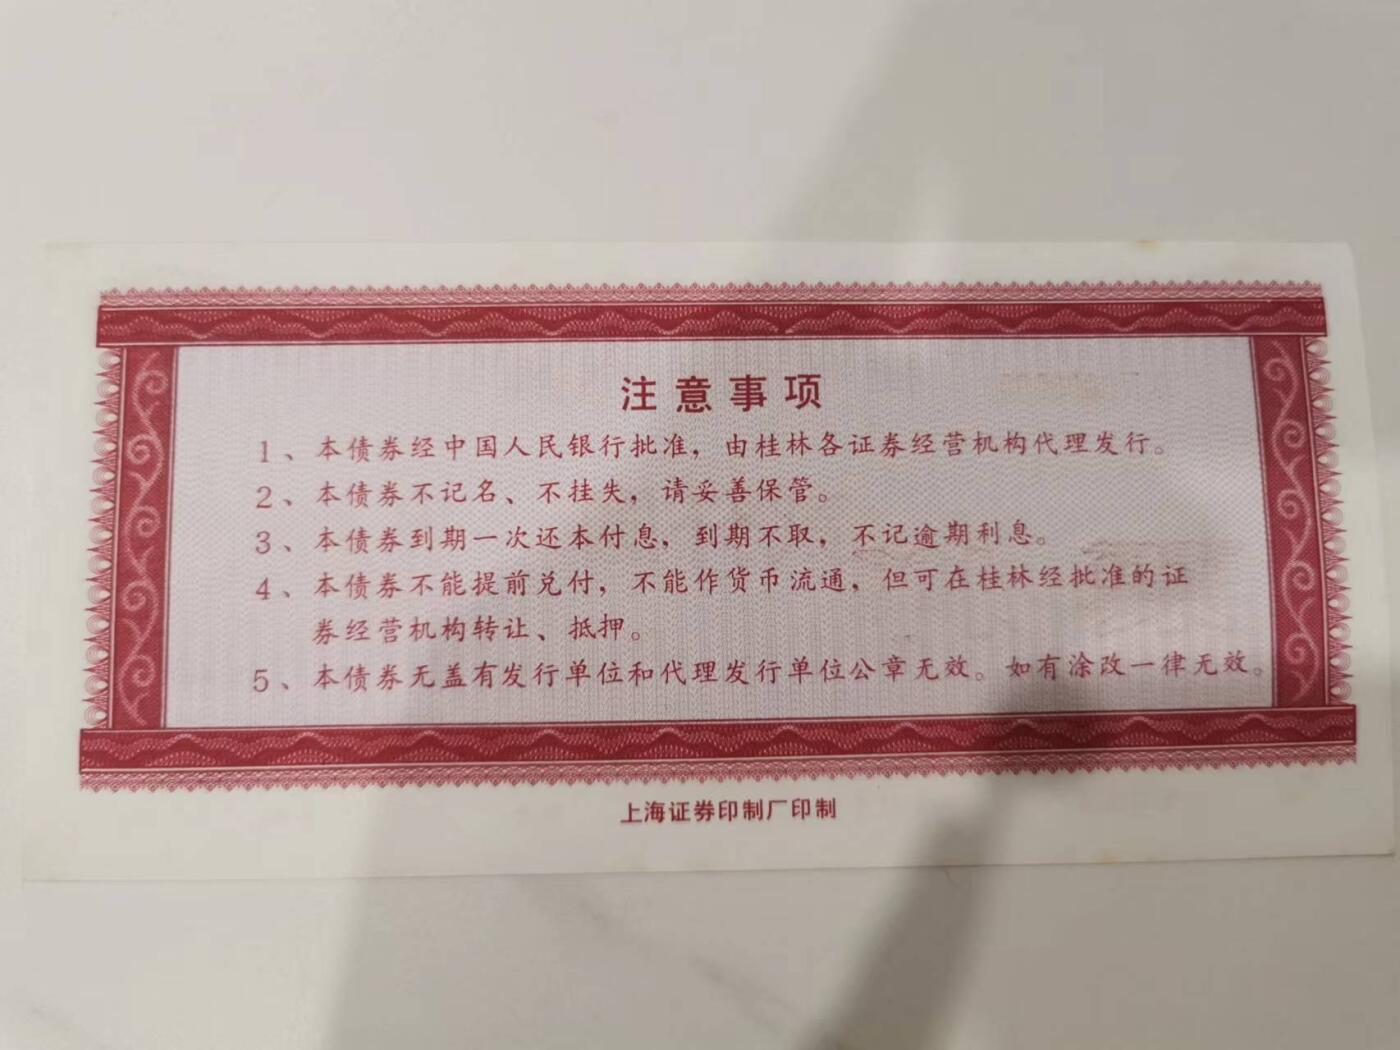 注意事项
1、本债券经中国人民银行批准，由桂林各证券经营机构代理发行。
2、本债券不记名、不挂失，请妥善保管。
3、本债券到期一次还本付息，到期不取，不记逾期利息。
4、本债券不能提前兑付，不能作货币流通，但可在桂林经批准的证
券经营机构转让、抵押。
5、本债券无盖有发行单位和代理发行单位公章无效。如有涂改一律无效。
上海证券印制厂印制